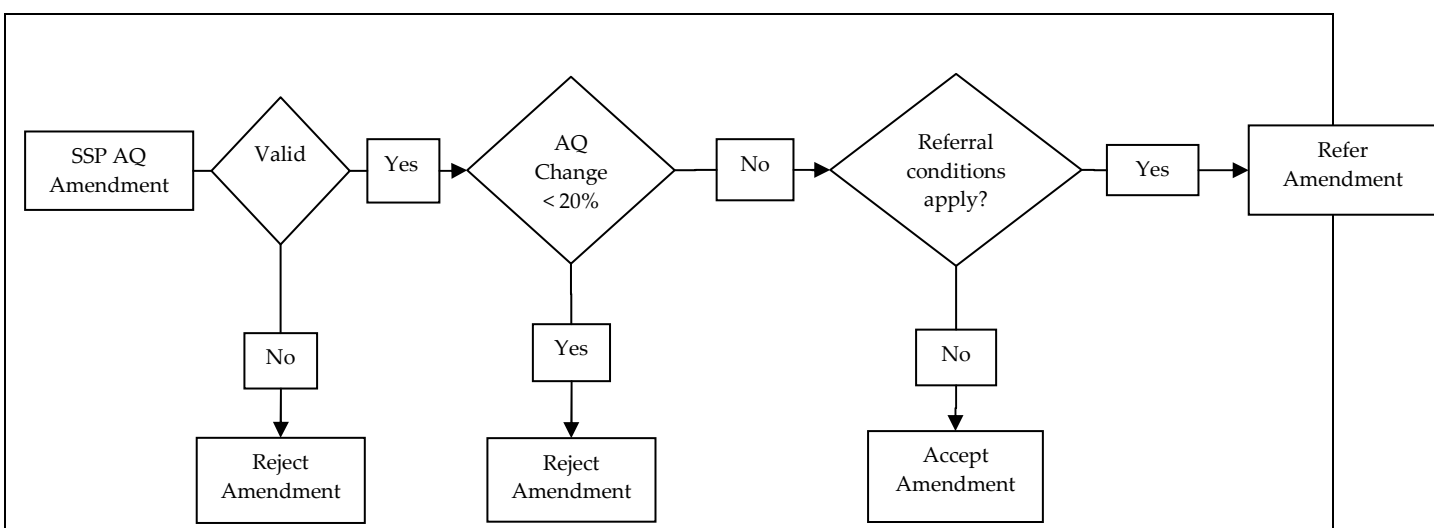 SSP AQ
Amendment
Valid
Yes
AQ
Change
< 20%
No
Referral
conditions
apply?
Yes
Refer
Amendment
No
Yes
No
Reject
Amendment
Reject
Amendment
Accept
Amendment